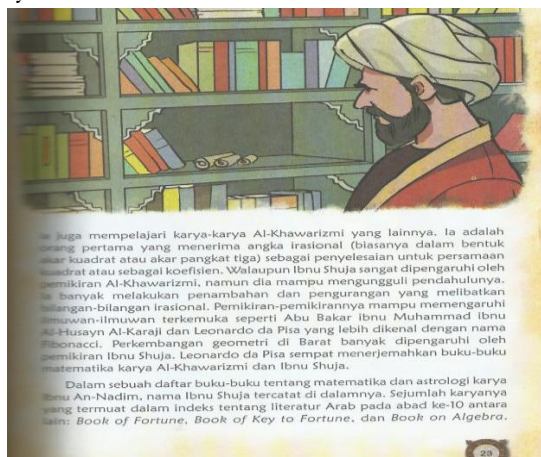 Ia juga mempelajari karya-karya Al-Khawarizmi yang lainnya. Ia adalah
orang pertama yang menerima angka irasional (biasanya dalam bentuk
akar kuadrat atau akar pangkat tiga) sebagai penyelesaian untuk persamaan
kuadrat atau sebagai koefisien. Walaupun Ibnu Shuja sangat dipengaruhi oleh
pemikiran Al-Khawarizmi, namun dia mampu mengungguli pendahulunya.
Ia banyak melakukan penambahan dan pengurangan yang melibatkan
bilangan-bilangan irasional. Pemikiran-pemikirannya mampu memengaruhi
ilmuwan-ilmuwan terkemuka seperti Abu Bakar ibnu Muhammad ibnu
Al-Husayn Al-Karaji dan Leonardo da Pisa yang lebih dikenal dengan nama
Fibonacci. Perkembangan geometri di Barat banyak dipengaruhi oleh
pemikiran Ibnu Shuja. Leonardo da Pisa sempat menerjemahkan buku-buku
matematika karya Al-Khawarizmi dan Ibnu Shuja.
Dalam sebuah daftar buku-buku tentang matematika dan astrologi karya
Ibnu An-Nadim, nama Ibnu Shuja tercatat di dalamnya. Sejumlah karyanya
yang termuat dalam indeks tentang literatur Arab pada abad ke-10 antara
lain: Book of Fortune, Book of Key to Fortune, dan Book on Algebra.
23